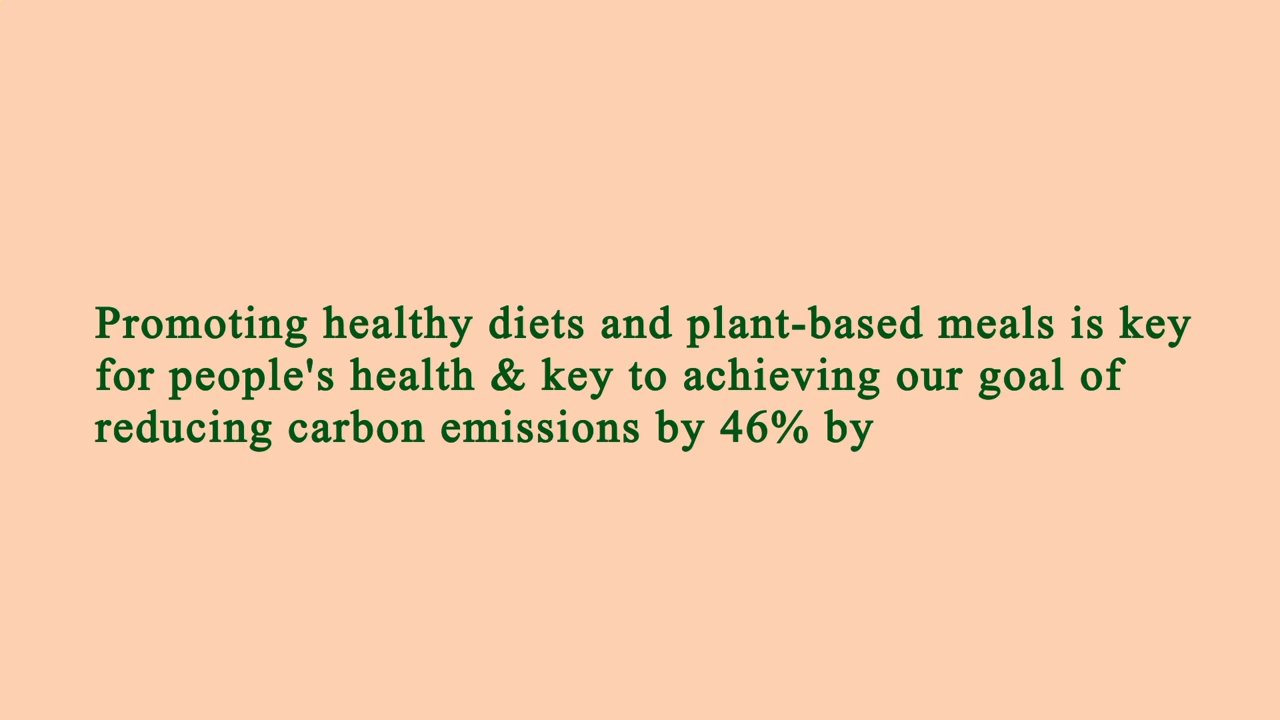 Promoting healthy diets and plant-based meals is key
for people's health & key to achieving our goal of
reducing carbon emissions by 46% by